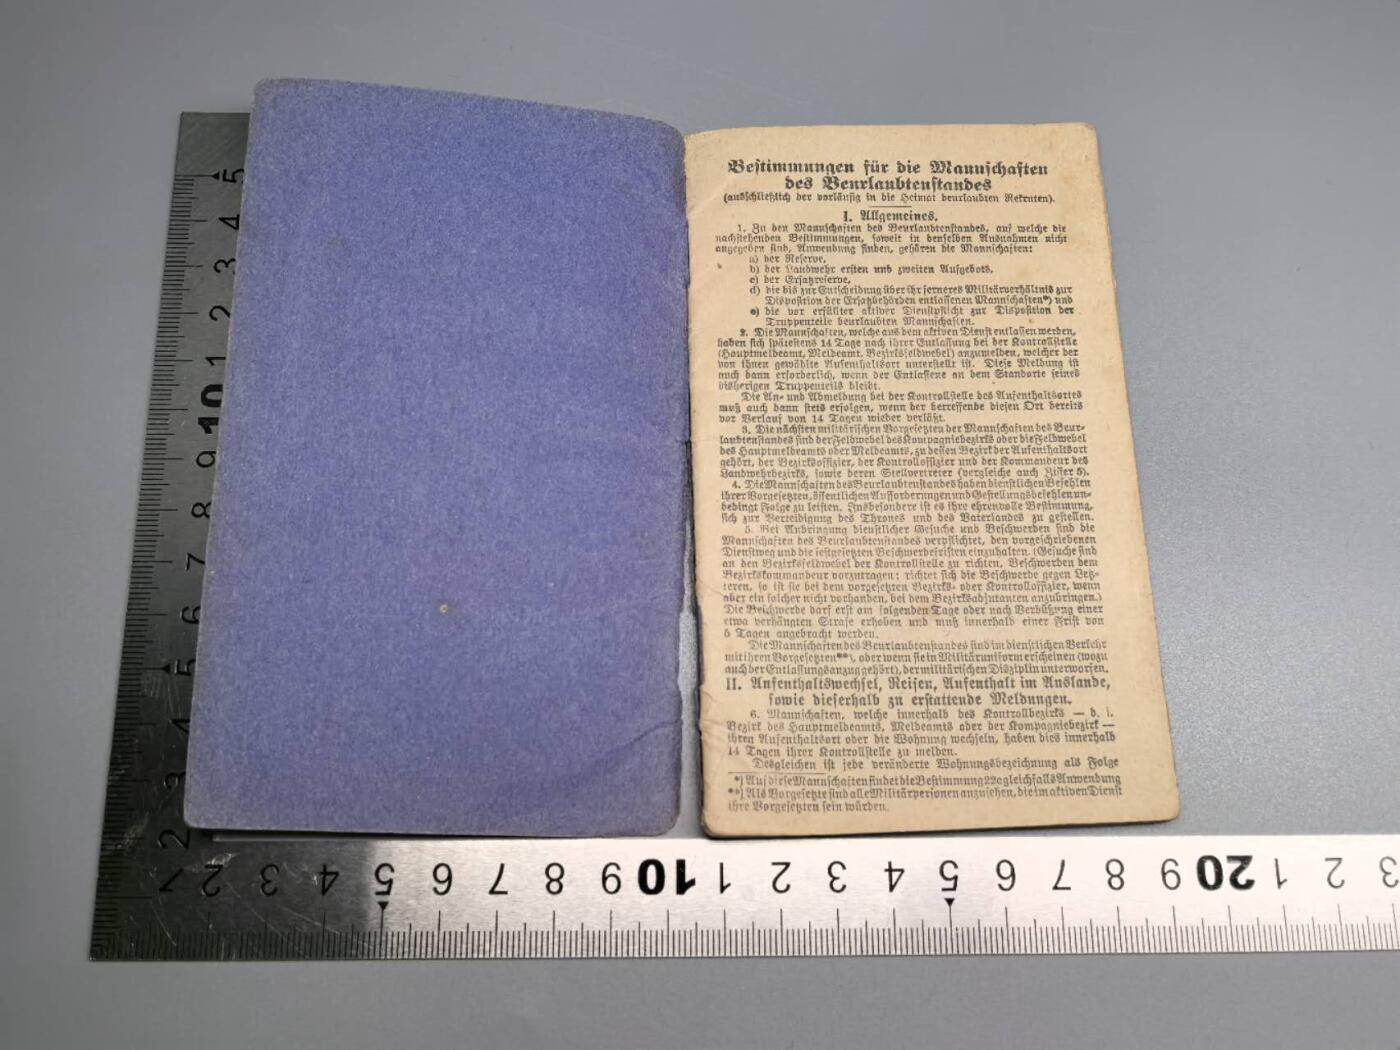 Bestimmungen für die Mannschaften
des Beurlaubtenstandes
(ausschließlich der vorläufig in die Heimat beurlaubten Rekruten).
I. Allgemeines.
1. Zu den Mannschaften des Beurlaubtenstandes, auf welche die
nachstehenden Bestimmungen, soweit in denselben Ausnahmen nicht
angegeben sind, Anwendung finden, gehören die Mannschaften:
a) der Reserve,
b) der Landwehr ersten und zweiten Aufgebots,
c) der Ersatzreserve,
d) die bis zur Entscheidung über ihr ferneres Militärverhältnis zur
Disposition der Ersatzbehörden entlassenen Mannschaften*) und
e) die vor erfüllter aktiver Dienstpflicht zur Disposition der
Truppenteile beurlaubten Mannschaften.
2. Die Mannschaften, welche aus dem aktiven Dienst entlassen werden,
haben sich spätestens 14 Tage nach ihrer Entlassung bei der Kontrollstelle
(Hauptmeldeamt, Meldeamt, Bezirksfeldwebel) anzumelden, welcher der
von ihnen gewählte Aufenthaltsort unterstellt ist. Diese Meldung ist
auch dann erforderlich, wenn der Entlassene an dem Standorte seines
bisherigen Truppenteils bleibt.
Die An- und Abmeldung bei der Kontrollstelle des Aufenthaltsortes
muß auch dann stets erfolgen, wenn der betreffende diesen Ort bereits
vor Verlauf von 14 Tagen wieder verläßt.
3. Die nächsten militärischen Vorgesetzten der Mannschaften des Beur-
laubtenstandes sind der Feldwebel des Kompagniebezirks oder die Feldwebel
des Hauptmeldeamts oder Meldeamts, zu dessen Bezirk der Aufenthaltsort
gehört, der Bezirksoffizier, der Kontrolloffizier und der Kommandeur des
Landwehrbezirks, sowie deren Stellvertreter (vergleiche auch Ziffer 5).
4. Die Mannschaften des Beurlaubtenstandes haben dienstlichen Befehlen
ihrer Vorgesetzten, öffentlichen Aufforderungen und Gestellungsbefehlen un-
bedingt Folge zu leisten. Insbesondere ist es ihre ehrenvolle Bestimmung,
sich zur Verteidigung des Thrones und des Vaterlandes zu gestellen.
5. Bei Anbringung dienstlicher Gesuche und Beschwerden sind die
Mannschaften des Beurlaubtenstandes verpflichtet, den vorgeschriebenen
Dienstweg und die festgesetzten Beschwerdefristen einzuhalten. (Gesuche sind
an den Bezirksfeldwebel der Kontrollstelle zu richten, Beschwerden dem
Bezirkskommandeur vorzutragen; richtet sich die Beschwerde gegen Letz-
teren, so ist sie bei dem vorgesetzten Bezirks- oder Kontrolloffizier, wenn
aber ein solcher nicht vorhanden, bei dem Bezirksadjutanten anzubringen.)
Die Beschwerde darf erst am folgenden Tage oder nach Verbüßung einer
etwa verhängten Strafe erhoben und muß innerhalb einer Frist von
5 Tagen angebracht werden.
Die Mannschaften des Beurlaubtenstandes sind im dienstlichen Verkehr
mit ihren Vorgesetzten**), oder wenn sie in Militäruniform erscheinen (wozu
auch der Entlassungsanzug gehört), der militärischen Disziplin unterworfen.
II. Aufenthaltswechsel, Reisen, Aufenthalt im Auslande,
sowie dieserhalb zu erstattende Meldungen.
6. Mannschaften, welche innerhalb des Kontrollbezirks — d. i.
Bezirk des Hauptmeldeamts, Meldeamts oder der Kompagniebezirk —
ihren Aufenthaltsort oder die Wohnung wechseln, haben dies innerhalb
14 Tagen ihrer Kontrollstelle zu melden.
Desgleichen ist jede veränderte Wohnungsbezeichnung als Folge
*) Auf diese Mannschaften findet die Bestimmung 22c gleichfalls Anwendung
**) Als Vorgesetzte sind alle Militärpersonen anzusehen, die im aktiven Dienst
ihre Vorgesetzten sein würden.
5
4
3
2
1
10
9
8
7
6
5
4
3
2
1 2 3 4 5 6 7 8 9 10 1 2 3 4 5 6 7 8 9 20 1 2 3